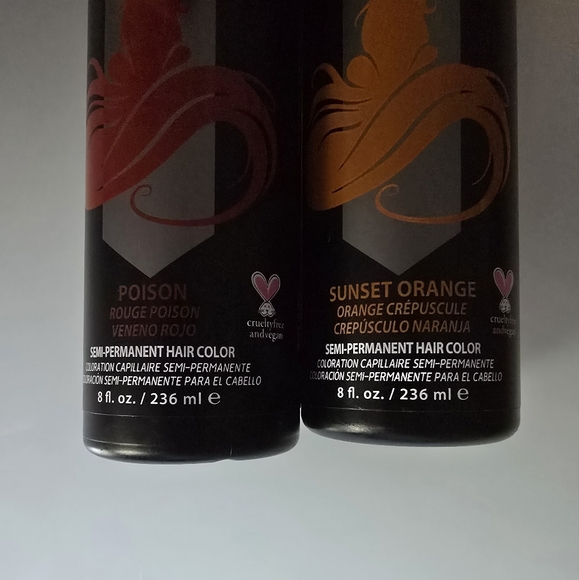 POISON
ROUGE POISON
VENENO ROJO
crueltyfree
andvegan
SEMI-PERMANENT HAIR COLOR
COLORATION CAPILLAIRE SEMI-PERMANENTE
COLORACIÓN SEMI-PERMANENTE PARA EL CABELLO
8 fl. oz. / 236 ml ℮
SUNSET ORANGE
ORANGE CRÉPUSCULE
CREPÚSCULO NARANJA
crueltyfree
andvegan
SEMI-PERMANENT HAIR COLOR
COLORATION CAPILLAIRE SEMI-PERMANENTE
COLORACIÓN SEMI-PERMANENTE PARA EL CABELLO
8 fl. oz. / 236 ml ℮